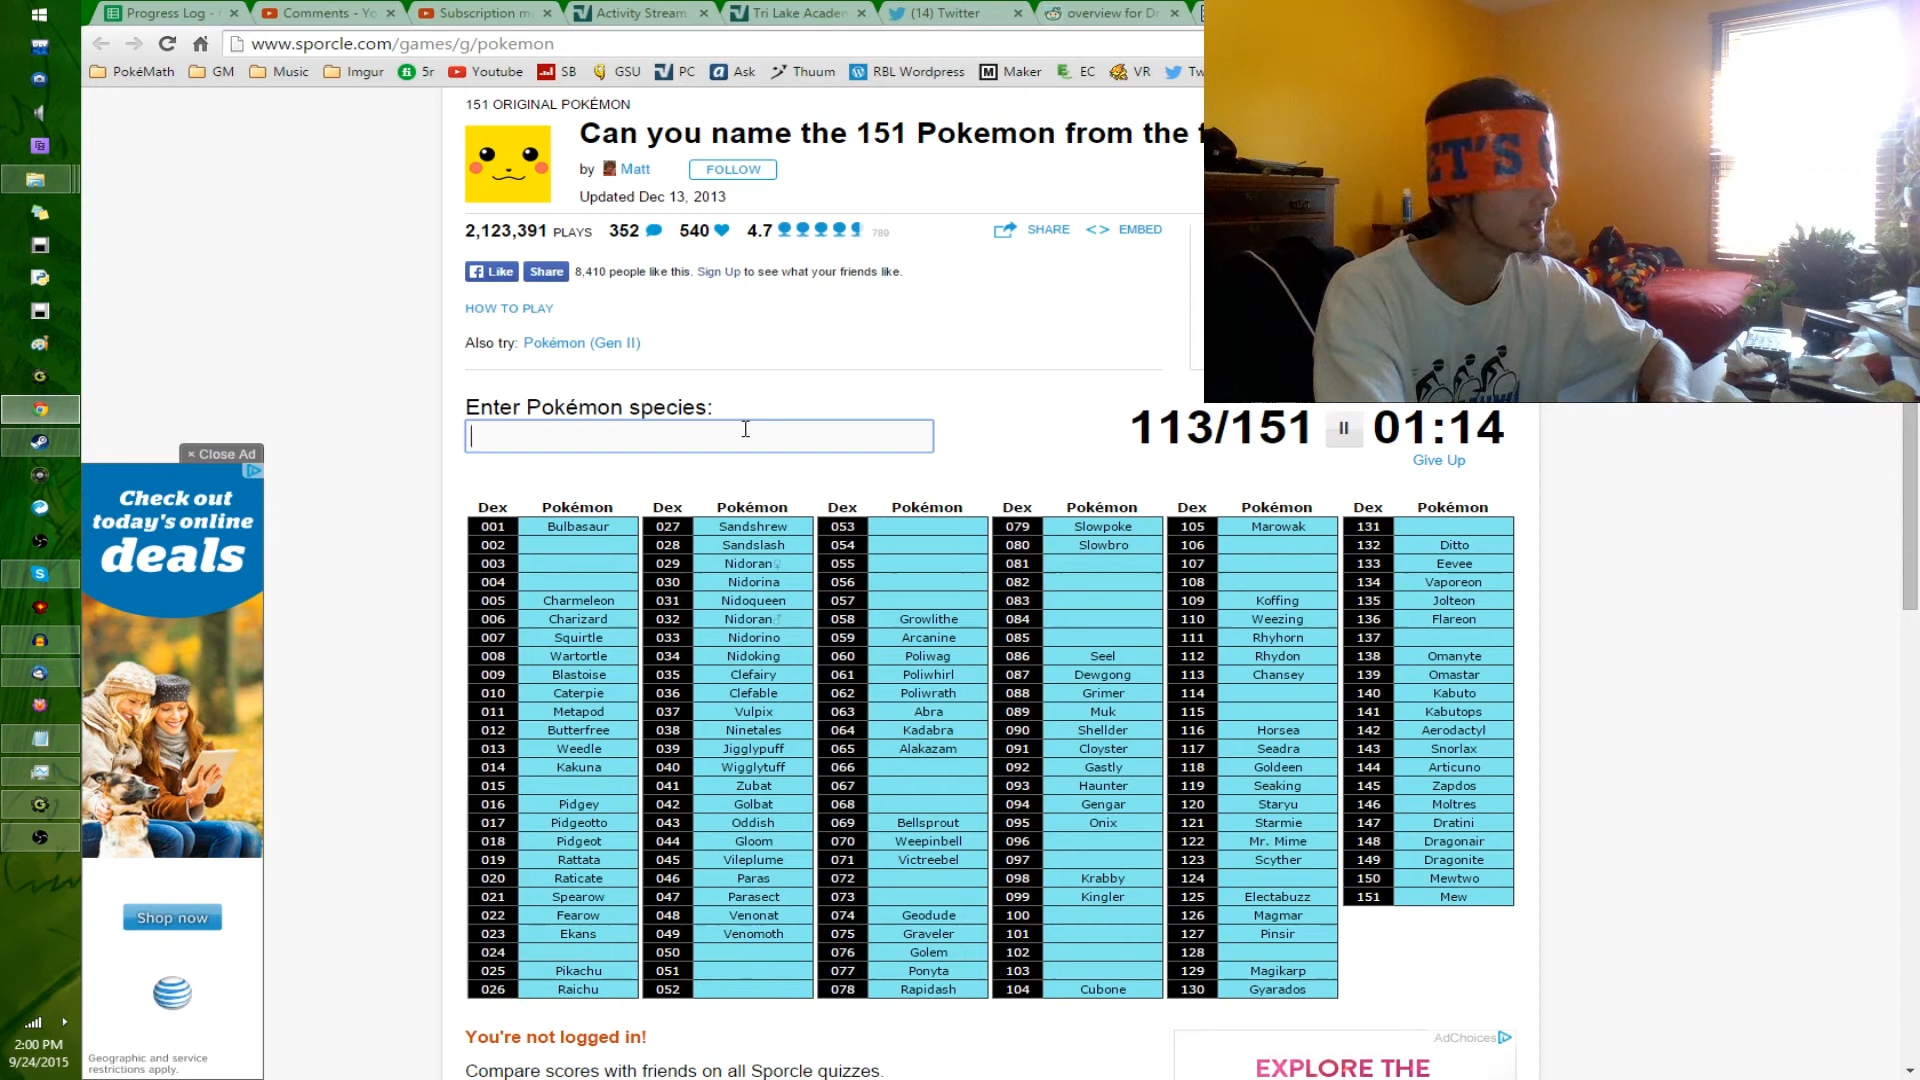 Progress Log -
Comments - Yo
Subscription m
Activity Stream
Tri Lake Acaden
(14) Twitter
overview for Dr
www.sporcle.com/games/g/pokemon
PokéMath GM Music Imgur 5r Youtube SB GSU PC Ask Thuum RBL Wordpress Maker EC VR Tw
151 ORIGINAL POKÉMON
Can you name the 151 Pokemon from the
by Matt FOLLOW
Updated Dec 13, 2013
2,123,391 PLAYS 352 540 4.7 789
SHARE <> EMBED
Like Share 8,410 people like this. Sign Up to see what your friends like.
HOW TO PLAY
Also try: Pokémon (Gen II)
Enter Pokémon species:
113/151 01:14
Give Up
LET'S
× Close Ad
Check out
today's online
deals
Shop now
AT&T
Geographic and service
restrictions apply.
2:00 PM
9/24/2015
Dex Pokémon Dex Pokémon Dex Pokémon Dex Pokémon Dex Pokémon Dex Pokémon
001 Bulbasaur 027 Sandshrew 053 079 Slowpoke 105 Marowak 131
002 028 Sandslash 054 080 Slowbro 106 132 Ditto
003 029 Nidoran♀ 055 081 107 133 Eevee
004 030 Nidorina 056 082 108 134 Vaporeon
005 Charmeleon 031 Nidoqueen 057 083 109 Koffing 135 Jolteon
006 Charizard 032 Nidoran♂ 058 Growlithe 084 110 Weezing 136 Flareon
007 Squirtle 033 Nidorino 059 Arcanine 085 111 Rhyhorn 137
008 Wartortle 034 Nidoking 060 Poliwag 086 Seel 112 Rhydon 138 Omanyte
009 Blastoise 035 Clefairy 061 Poliwhirl 087 Dewgong 113 Chansey 139 Omastar
010 Caterpie 036 Clefable 062 Poliwrath 088 Grimer 114 140 Kabuto
011 Metapod 037 Vulpix 063 Abra 089 Muk 115 141 Kabutops
012 Butterfree 038 Ninetales 064 Kadabra 090 Shellder 116 Horsea 142 Aerodactyl
013 Weedle 039 Jigglypuff 065 Alakazam 091 Cloyster 117 Seadra 143 Snorlax
014 Kakuna 040 Wigglytuff 066 092 Gastly 118 Goldeen 144 Articuno
015 041 Zubat 067 093 Haunter 119 Seaking 145 Zapdos
016 Pidgey 042 Golbat 068 094 Gengar 120 Staryu 146 Moltres
017 Pidgeotto 043 Oddish 069 Bellsprout 095 Onix 121 Starmie 147 Dratini
018 Pidgeot 044 Gloom 070 Weepinbell 096 122 Mr. Mime 148 Dragonair
019 Rattata 045 Vileplume 071 Victreebel 097 123 Scyther 149 Dragonite
020 Raticate 046 Paras 072 098 Krabby 124 150 Mewtwo
021 Spearow 047 Parasect 073 099 Kingler 125 Electabuzz 151 Mew
022 Fearow 048 Venonat 074 Geodude 100 126 Magmar
023 Ekans 049 Venomoth 075 Graveler 101 127 Pinsir
024 050 076 Golem 102 128
025 Pikachu 051 077 Ponyta 103 129 Magikarp
026 Raichu 052 078 Rapidash 104 Cubone 130 Gyarados
You're not logged in!
Compare scores with friends on all Sporcle quizzes.
AdChoices
EXPLORE THE